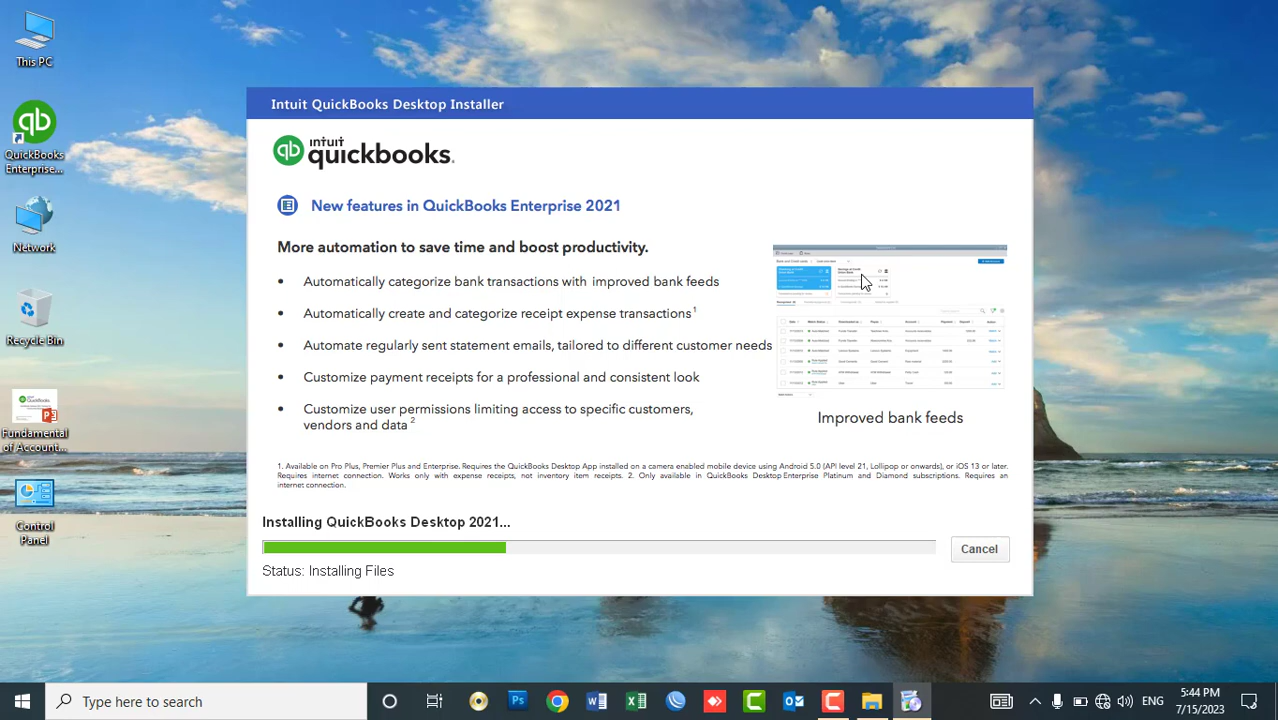 This PC
QuickBooks
Enterprise...
Network
Recycle Bin
Fundamental
of Account...
Control
Panel
Intuit QuickBooks Desktop Installer
intuit
quickbooks.
New features in QuickBooks Enterprise 2021
More automation to save time and boost productivity.
• Automatically categorize bank transactions with improved bank feeds
• Automatically create and categorize receipt expense transactions1
• Automate regularly sent statement emails, tailored to different customer needs
• Customize payment receipts for a professional and consistent look
• Customize user permissions limiting access to specific customers,
vendors and data 2
Improved bank feeds
1. Available on Pro Plus, Premier Plus and Enterprise. Requires the QuickBooks Desktop App installed on a camera enabled mobile device using Android 5.0 (API level 21, Lollipop or onwards), or iOS 13 or later.
Requires internet connection. Works only with expense receipts, not inventory item receipts. 2. Only available in QuickBooks Desktop Enterprise Platinum and Diamond subscriptions. Requires an
internet connection.
Installing QuickBooks Desktop 2021...
Cancel
Status: Installing Files
Type here to search
ENG
5:44 PM
7/15/2023